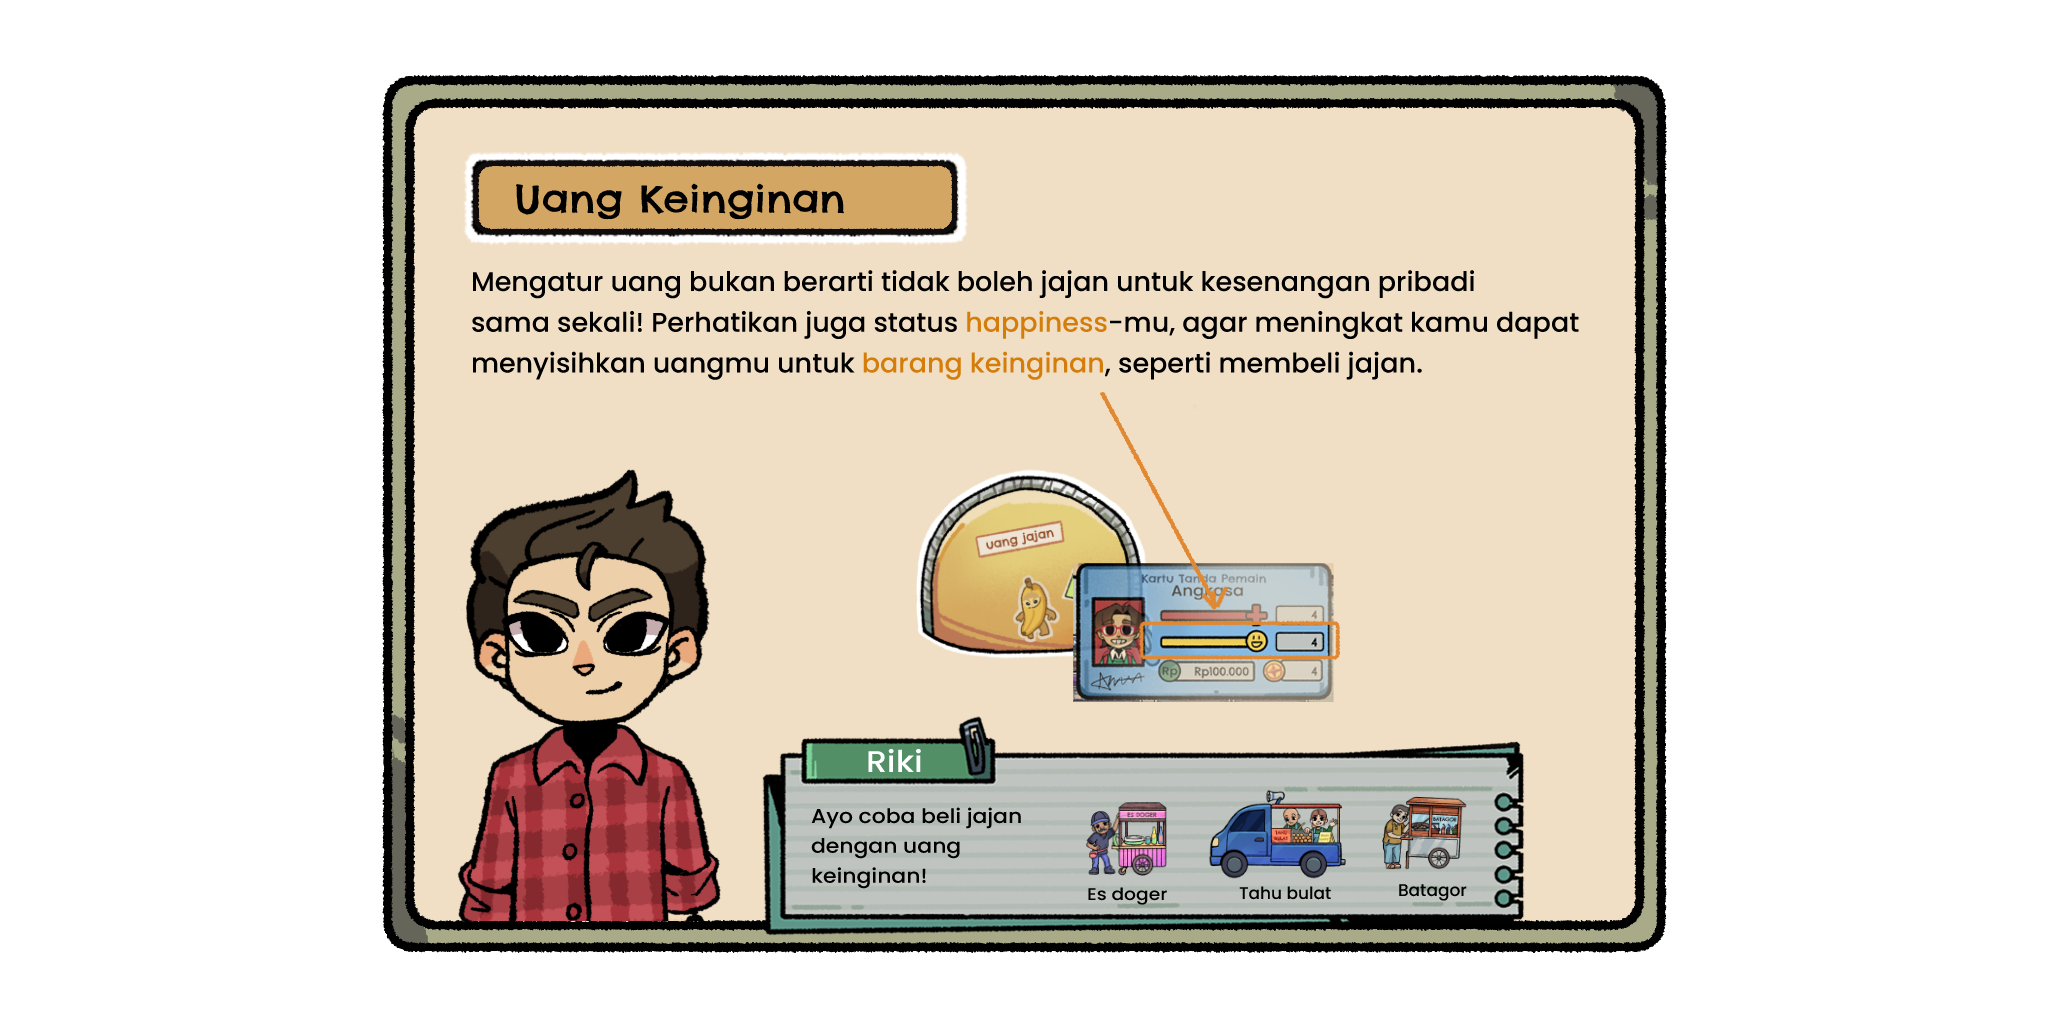 Uang Keinginan
Mengatur uang bukan berarti tidak boleh jajan untuk kesenangan pribadi
sama sekali! Perhatikan juga status happiness-mu, agar meningkat kamu dapat
menyisihkan uangmu untuk barang keinginan, seperti membeli jajan.
uang jajan
Kartu Tanda Pemain
Angkasa
4
4
Rp Rp100.000 4
Riki
Ayo coba beli jajan
dengan uang
keinginan!
ES DOGER
TAHU
BULAT
BATAGOR
Es doger
Tahu bulat
Batagor